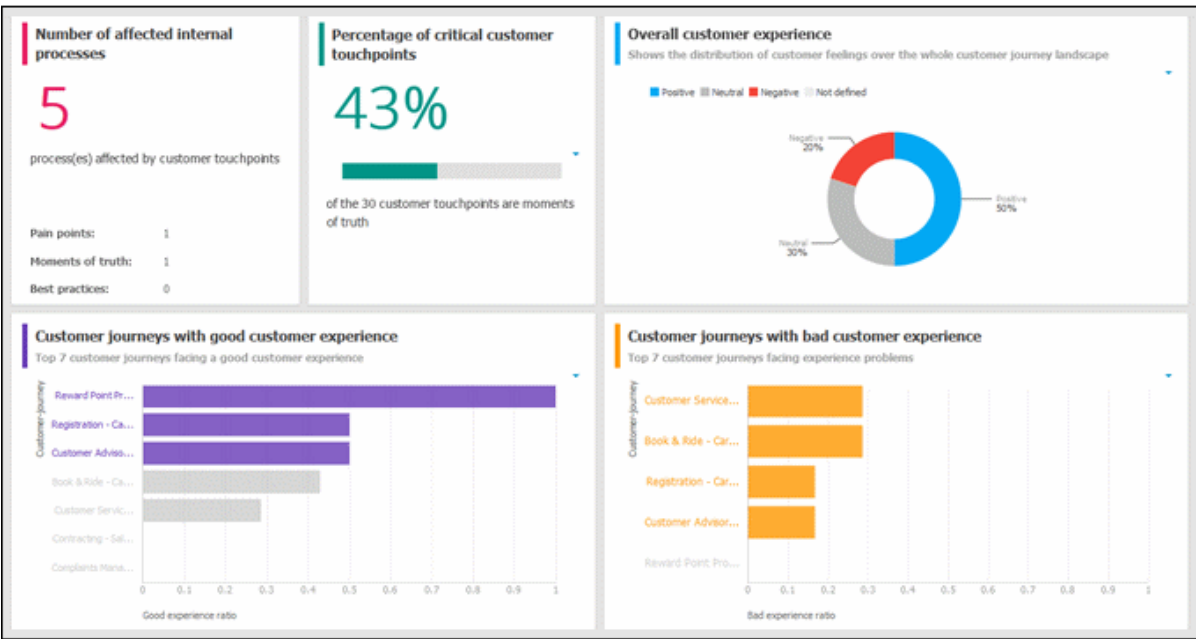 Number of affected internal
processes
5
process(es) affected by customer touchpoints
Pain points: 1
Moments of truth: 1
Best practices: 0
Percentage of critical customer
touchpoints
43%
of the 30 customer touchpoints are moments
of truth
Overall customer experience
Shows the distribution of customer feelings over the whole customer journey landscape
Positive Neutral Negative Not defined
Negative
20%
Positive
50%
Neutral
30%
Customer journeys with good customer experience
Top 7 customer journeys facing a good customer experience
Customer-journey
Reward Point Pr...
Registration - Ca...
Customer Adviso...
Book & Ride - Ca...
Customer Servic...
Contracting - Sal...
Complaints Mana...
0 0.1 0.2 0.3 0.4 0.5 0.6 0.7 0.8 0.9 1
Good experience ratio
Customer journeys with bad customer experience
Top 7 customer journeys facing experience problems
Customer-journey
Customer Service...
Book & Ride - Car...
Registration - Car...
Customer Advisor...
Reward Point Pro...
0 0.1 0.2 0.3 0.4 0.5 0.6 0.7 0.8 0.9 1
Bad experience ratio